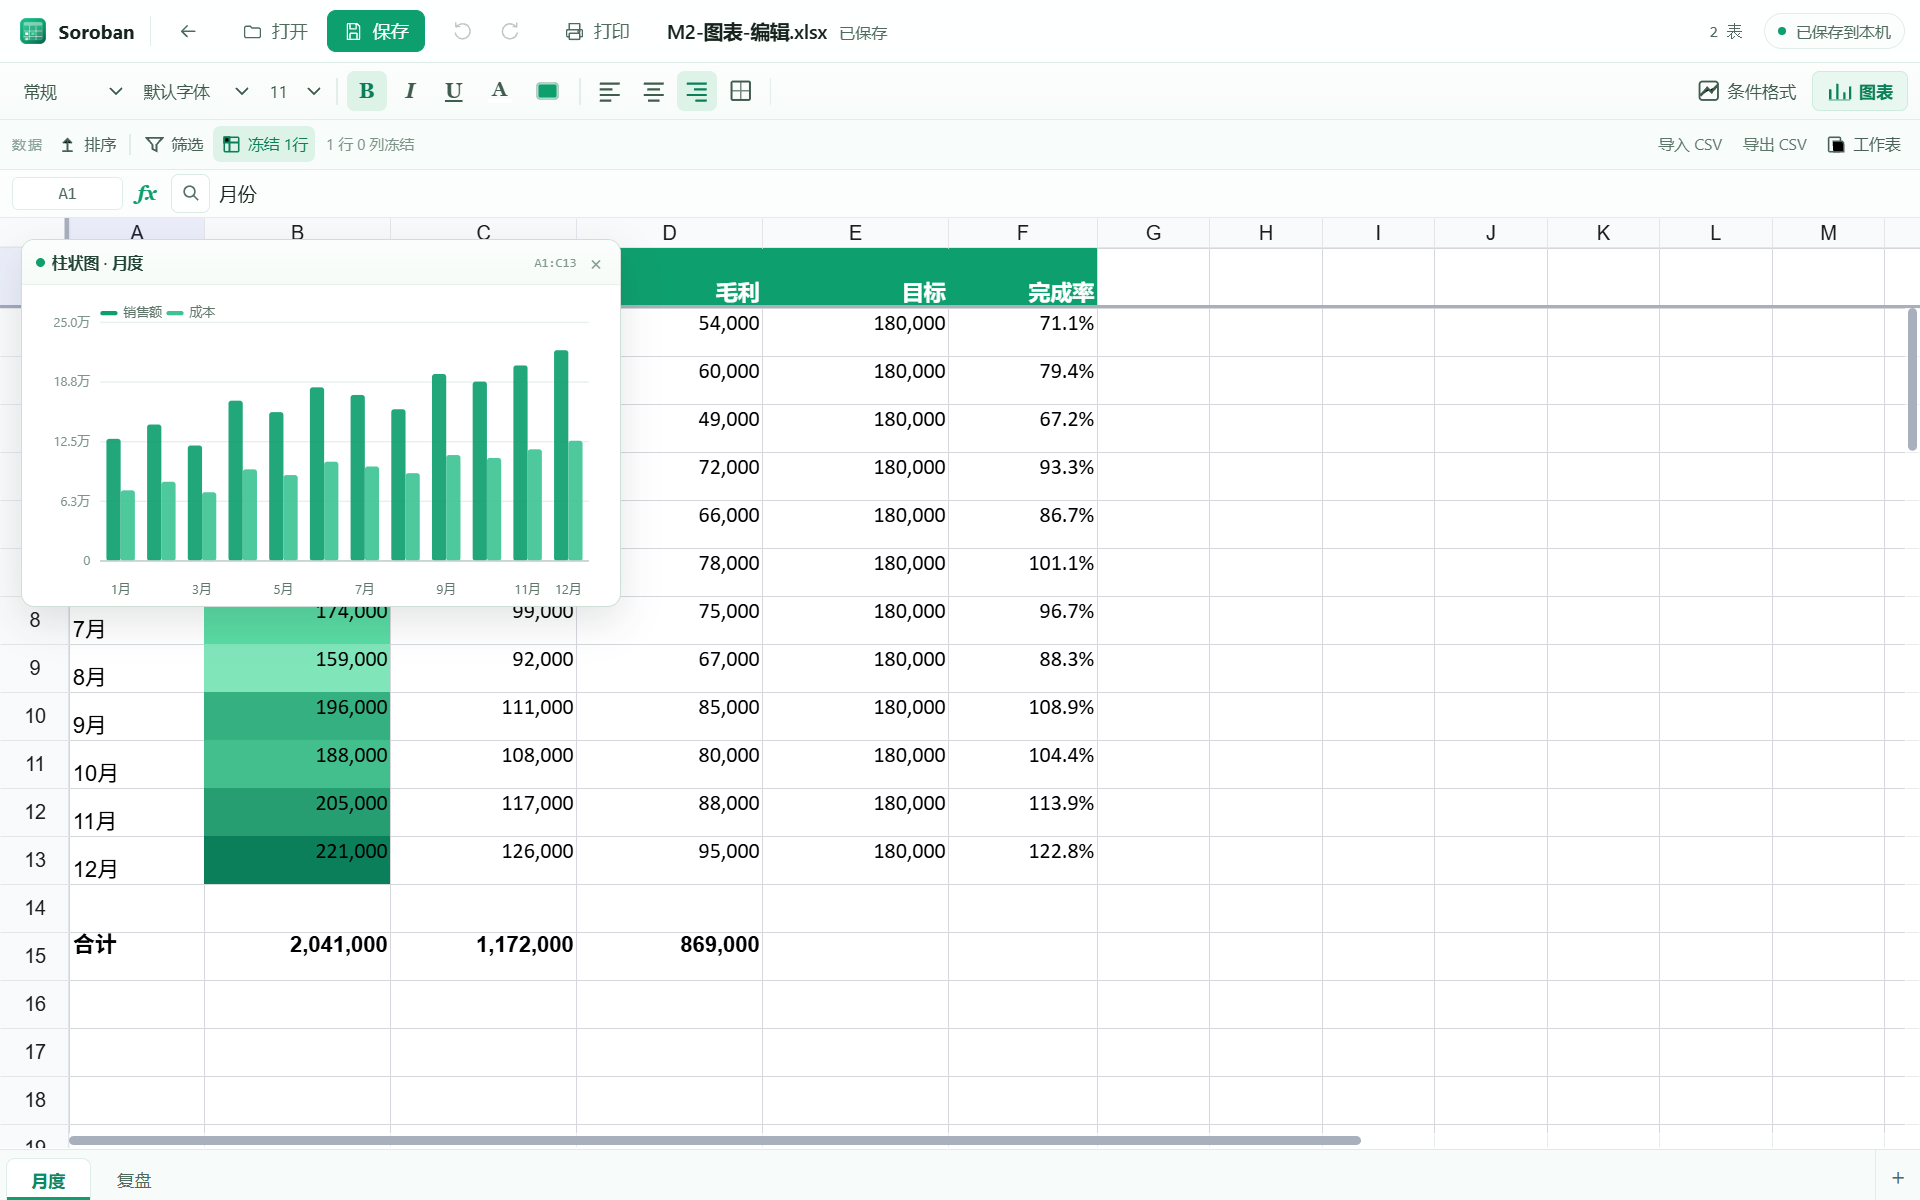 Soroban
打开
保存
打印
M2-图表-编辑.xlsx 已保存
2 表
已保存到本机
常规
默认字体
11
B I U A
条件格式
图表
数据
排序
筛选
冻结 1行
1 行 0 列冻结
导入 CSV
导出 CSV
工作表
A1
fx
月份
A B C D E F G H I J K L M
柱状图 · 月度
A1:C13 ×
销售额 成本
25.0万
18.8万
12.5万
6.3万
0
1月 3月 5月 7月 9月 11月 12月
毛利 目标 完成率
54,000 180,000 71.1%
60,000 180,000 79.4%
49,000 180,000 67.2%
72,000 180,000 93.3%
66,000 180,000 86.7%
78,000 180,000 101.1%
8 7月 174,000 99,000 75,000 180,000 96.7%
9 8月 159,000 92,000 67,000 180,000 88.3%
10 9月 196,000 111,000 85,000 180,000 108.9%
11 10月 188,000 108,000 80,000 180,000 104.4%
12 11月 205,000 117,000 88,000 180,000 113.9%
13 12月 221,000 126,000 95,000 180,000 122.8%
14
15 合计 2,041,000 1,172,000 869,000
16
17
18
19
月度
复盘
+